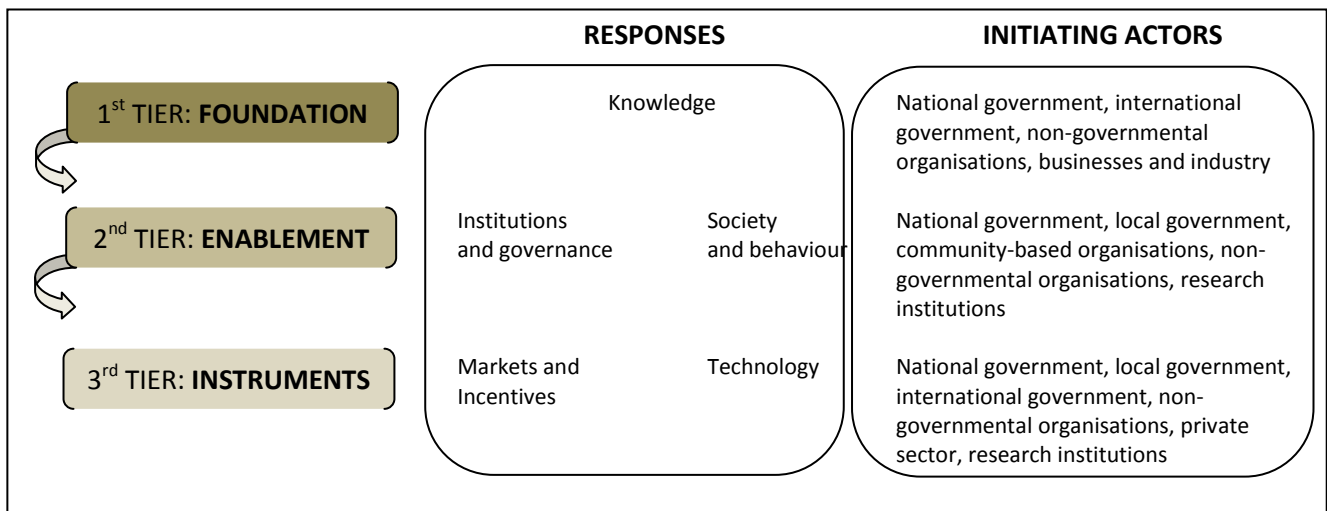 RESPONSES
INITIATING ACTORS
1st TIER: FOUNDATION
Knowledge
National government, international
government, non-governmental
organisations, businesses and industry
2nd TIER: ENABLEMENT
Institutions
and governance
Society
and behaviour
National government, local government,
community-based organisations, non-
governmental organisations, research
institutions
3rd TIER: INSTRUMENTS
Markets and
Incentives
Technology
National government, local government,
international government, non-
governmental organisations, private
sector, research institutions